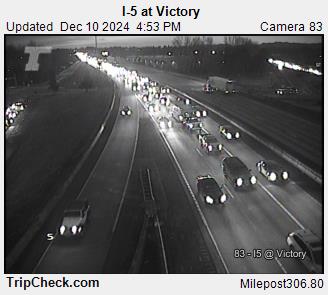 I-5 at Victory
Updated Dec 10 2024 4:53 PM Camera 83
S
83 - I5 @ Victory
TripCheck.com Milepost306.80